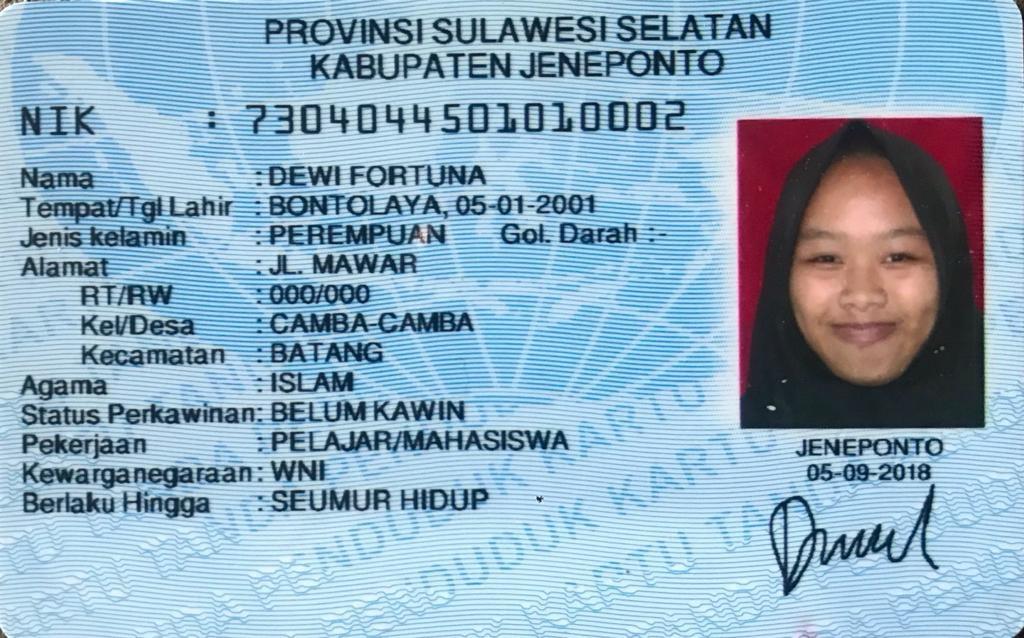 PROVINSI SULAWESI SELATAN
KABUPATEN JENEPONTO
NIK : 7304044501010002
Nama : DEWI FORTUNA
Tempat/Tgl Lahir : BONTOLAYA, 05-01-2001
Jenis kelamin : PEREMPUAN Gol. Darah :-
Alamat : JL. MAWAR
RT/RW : 000/000
Kel/Desa : CAMBA-CAMBA
Kecamatan : BATANG
Agama : ISLAM
Status Perkawinan: BELUM KAWIN
Pekerjaan : PELAJAR/MAHASISWA
Kewarganegaraan: WNI
Berlaku Hingga : SEUMUR HIDUP
JENEPONTO
05-09-2018